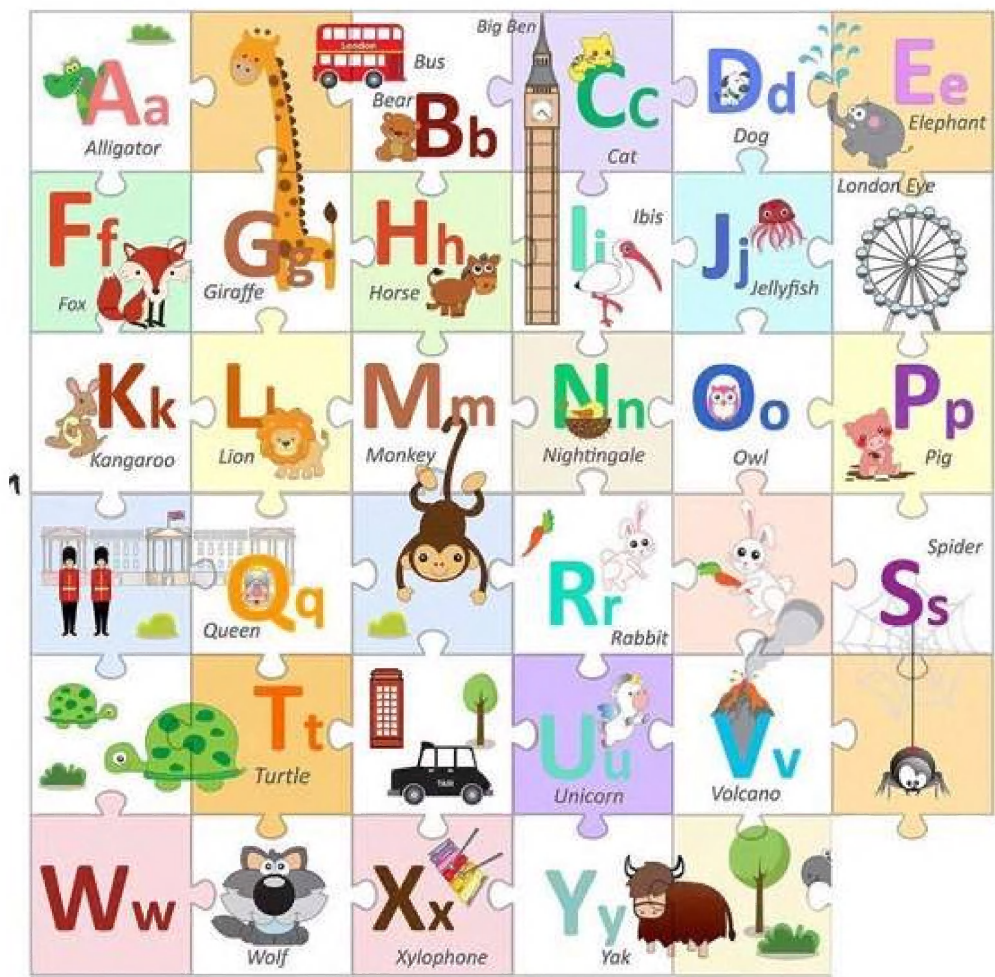 Aa
Alligator
London
Bus
Bear
Bb
Big Ben
Cc
Cat
Dd
Dog
Ee
Elephant
Ff
Fox
Gg
Giraffe
Hh
Horse
Ii
Ibis
Jj
Jellyfish
London Eye
Kk
Kangaroo
Ll
Lion
Mm
Monkey
Nn
Nightingale
Oo
Owl
Pp
Pig
Qq
Queen
Rr
Rabbit
Ss
Spider
Tt
Turtle
TAXI
Uu
Unicorn
Vv
Volcano
Ww
Wolf
Xx
Xylophone
Yy
Yak